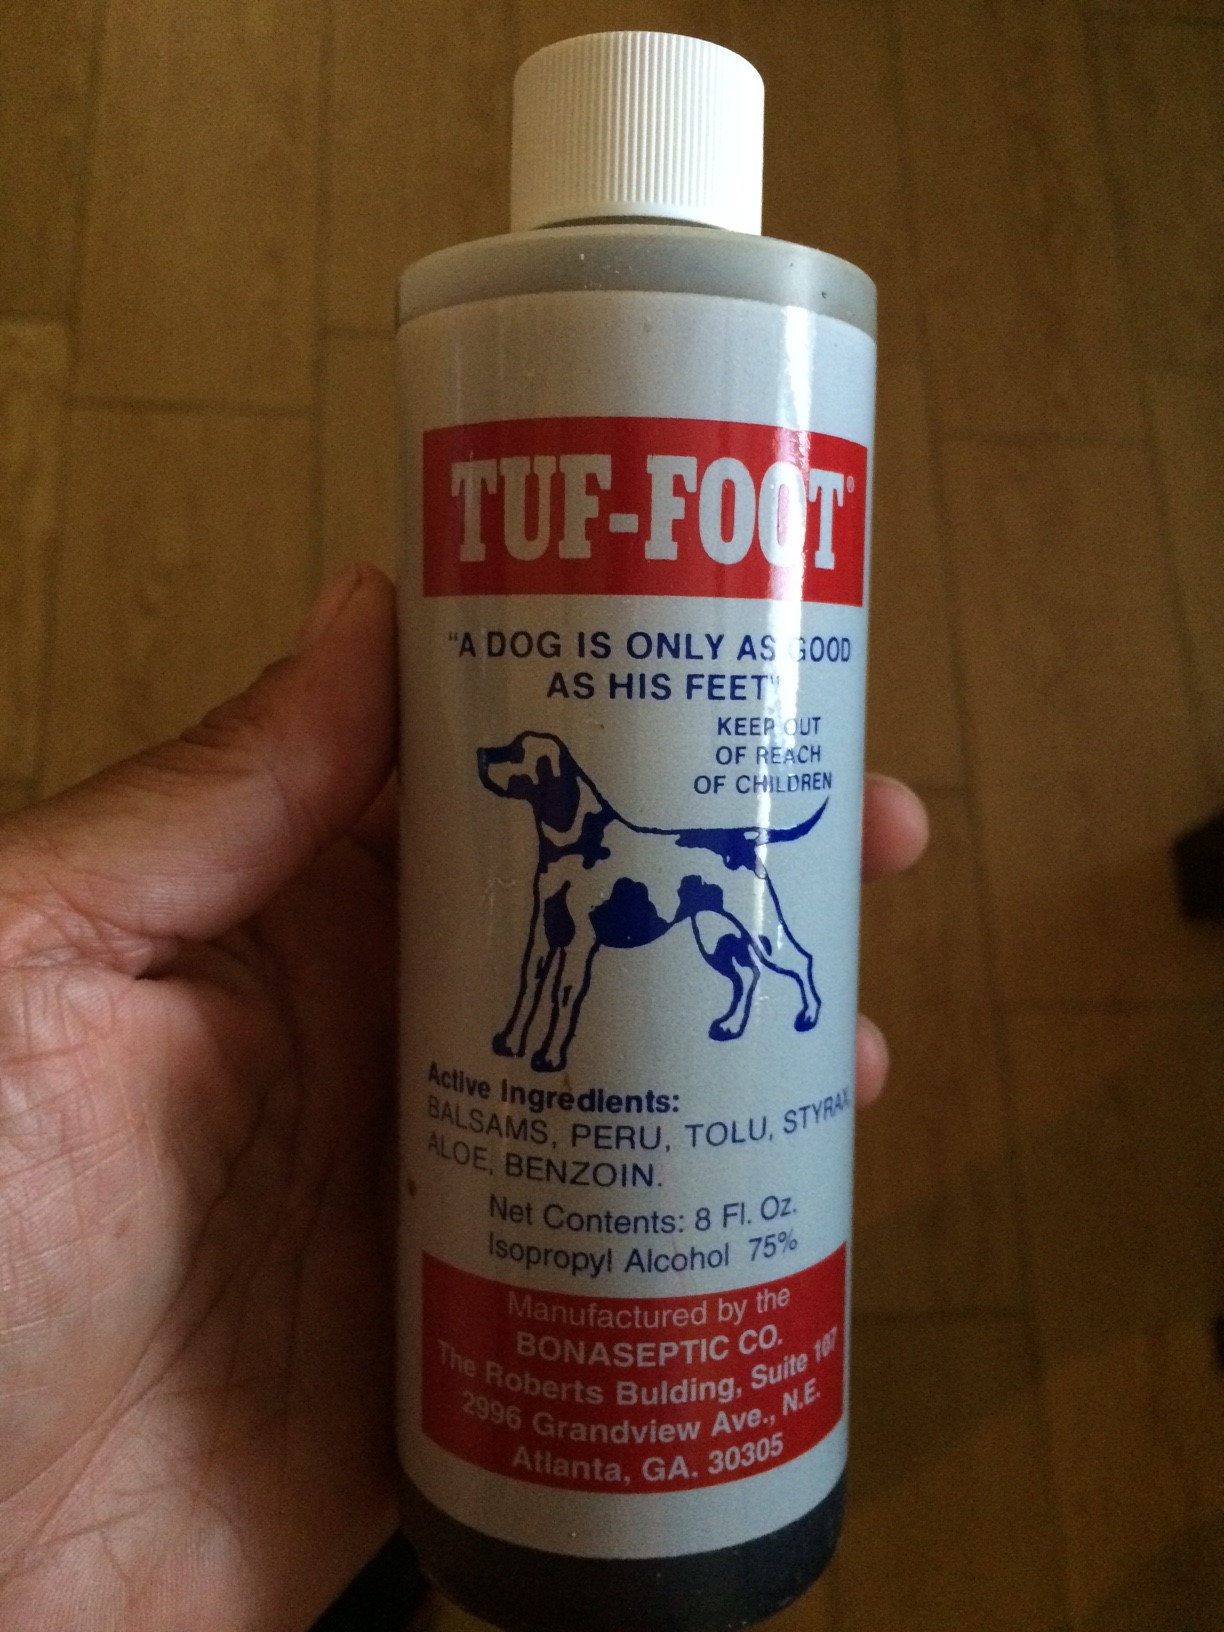 TUF-FOOT®
"A DOG IS ONLY AS GOOD
AS HIS FEET"
KEEP OUT
OF REACH
OF CHILDREN
Active Ingredients:
BALSAMS, PERU, TOLU, STYRAX,
ALOE, BENZOIN.
Net Contents: 8 Fl. Oz.
Isopropyl Alcohol 75%
Manufactured by the
BONASEPTIC CO.
The Roberts Bulding, Suite 107
2996 Grandview Ave., N.E.
Atlanta, GA. 30305